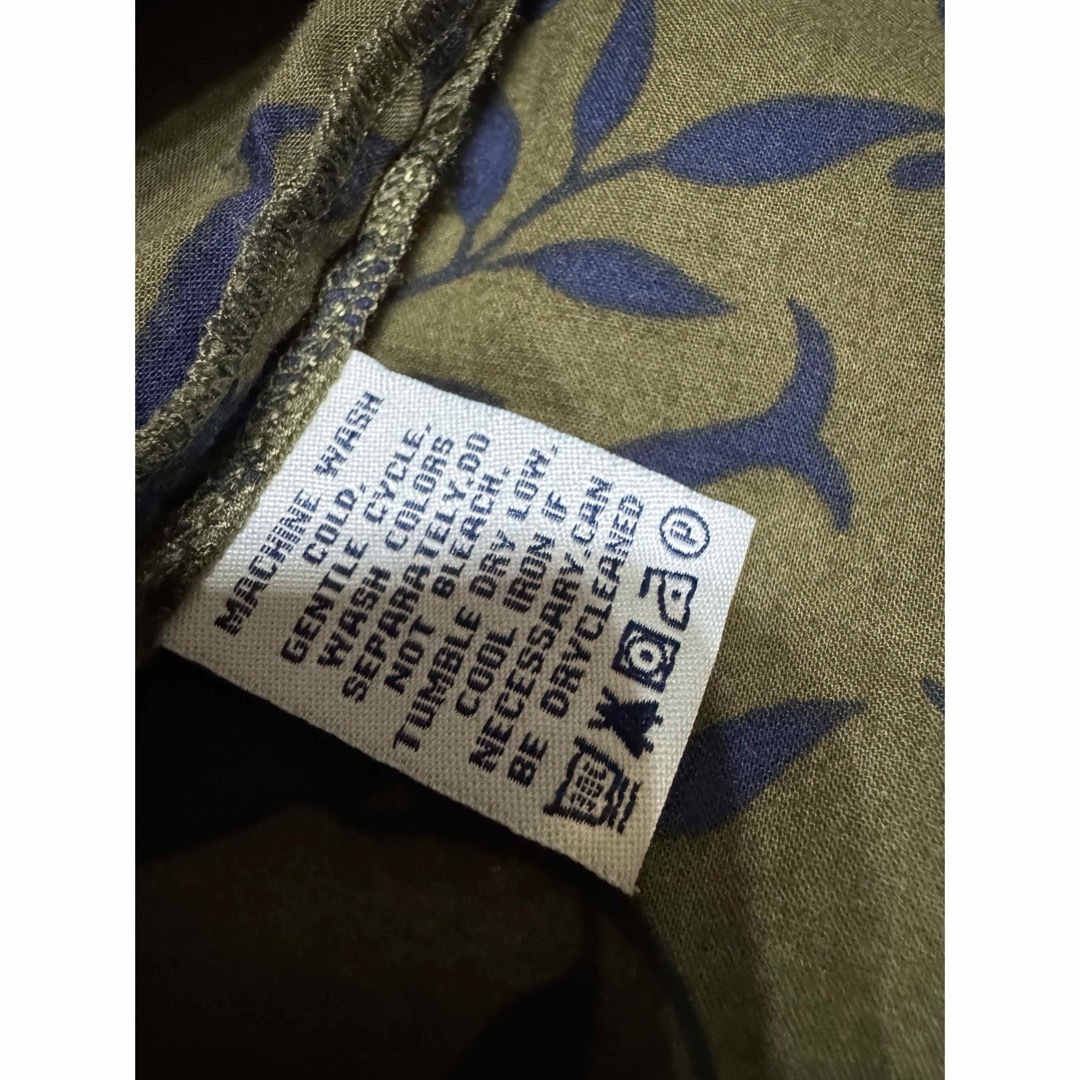 MACHINE WASH
COLD.
GENTLE CYCLE.
WASH COLORS
SEPARATELY.DO
NOT BLEACH.
TUMBLE DRY LOW.
COOL IRON IF
NECESSARY.CAN
BE DRYCLEANED
P